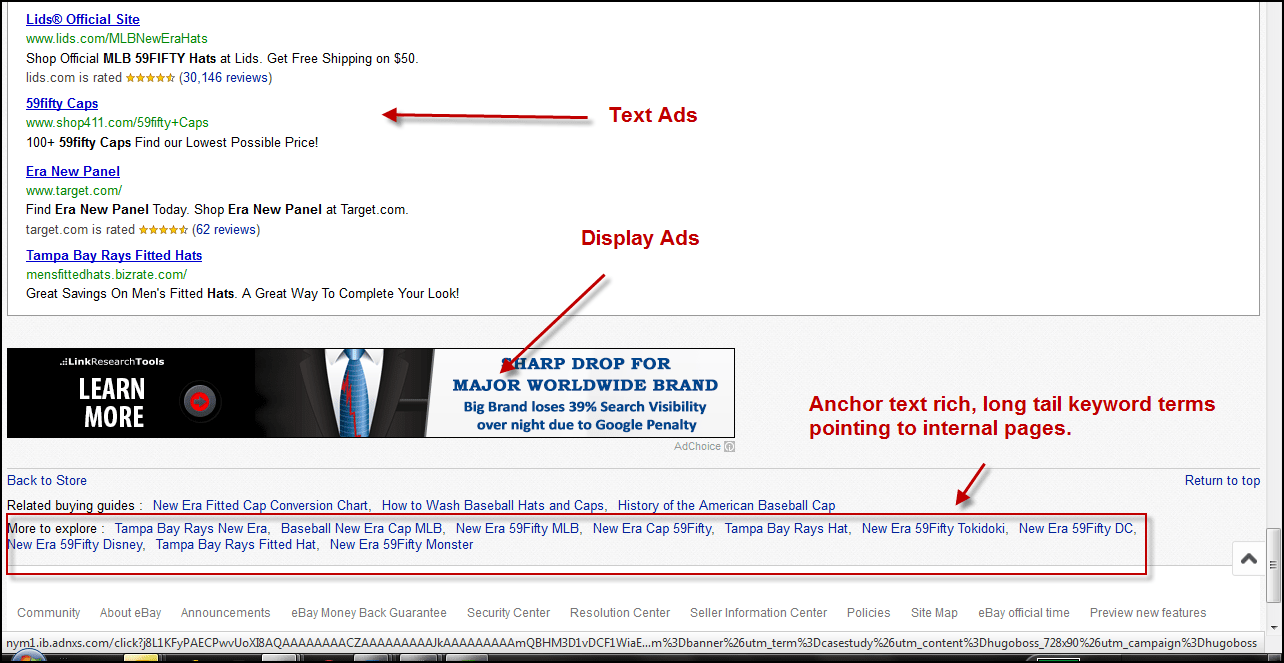 Lids® Official Site
www.lids.com/MLBNewEraHats
Shop Official MLB 59FIFTY Hats at Lids. Get Free Shipping on $50.
lids.com is rated ★★★★★ (30,146 reviews)
59fifty Caps
www.shop411.com/59fifty+Caps
100+ 59fifty Caps Find our Lowest Possible Price!
Text Ads
Era New Panel
www.target.com/
Find Era New Panel Today. Shop Era New Panel at Target.com.
target.com is rated ★★★★★ (62 reviews)
Display Ads
Tampa Bay Rays Fitted Hats
mensfittedhats.bizrate.com/
Great Savings On Men's Fitted Hats. A Great Way To Complete Your Look!
LinkResearchTools
LEARN
MORE
SHARP DROP FOR
MAJOR WORLDWIDE BRAND
Big Brand loses 39% Search Visibility
over night due to Google Penalty
AdChoice
Anchor text rich, long tail keyword terms
pointing to internal pages.
Back to Store
Return to top
Related buying guides : New Era Fitted Cap Conversion Chart, How to Wash Baseball Hats and Caps, History of the American Baseball Cap
More to explore : Tampa Bay Rays New Era, Baseball New Era Cap MLB, New Era 59Fifty MLB, New Era Cap 59Fifty, Tampa Bay Rays Hat, New Era 59Fifty Tokidoki, New Era 59Fifty DC,
New Era 59Fifty Disney, Tampa Bay Rays Fitted Hat, New Era 59Fifty Monster
Community About eBay Announcements eBay Money Back Guarantee Security Center Resolution Center Seller Information Center Policies Site Map eBay official time Preview new features
nym1.ib.adnxs.com/click?j8L1KFyPAECPwvUoXI8AQAAAAAAAACZAAAAAAAAAJkAAAAAAAAAmQBHM3D1vDCF1WiaE...m%3Dbanner%26utm_term%3Dcasestudy%26utm_content%3Dhugoboss_728x90%26utm_campaign%3Dhugoboss